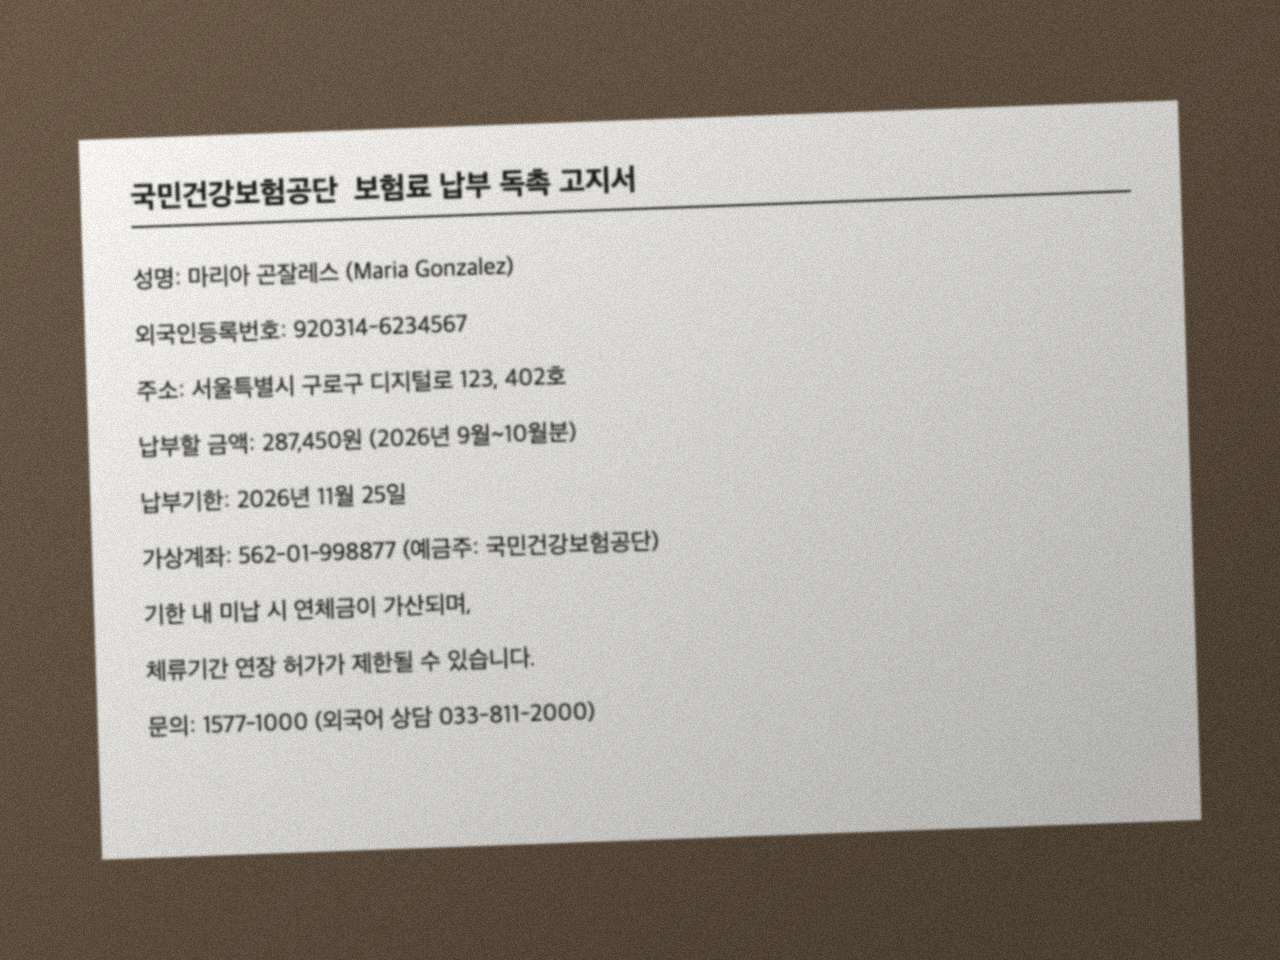 국민건강보험공단 보험료 납부 독촉 고지서
성명: 마리아 곤잘레스 (Maria Gonzalez)
외국인등록번호: 920314-6234567
주소: 서울특별시 구로구 디지털로 123, 402호
납부할 금액: 287,450원 (2026년 9월~10월분)
납부기한: 2026년 11월 25일
가상계좌: 562-01-998877 (예금주: 국민건강보험공단)
기한 내 미납 시 연체금이 가산되며,
체류기간 연장 허가가 제한될 수 있습니다.
문의: 1577-1000 (외국어 상담 033-811-2000)